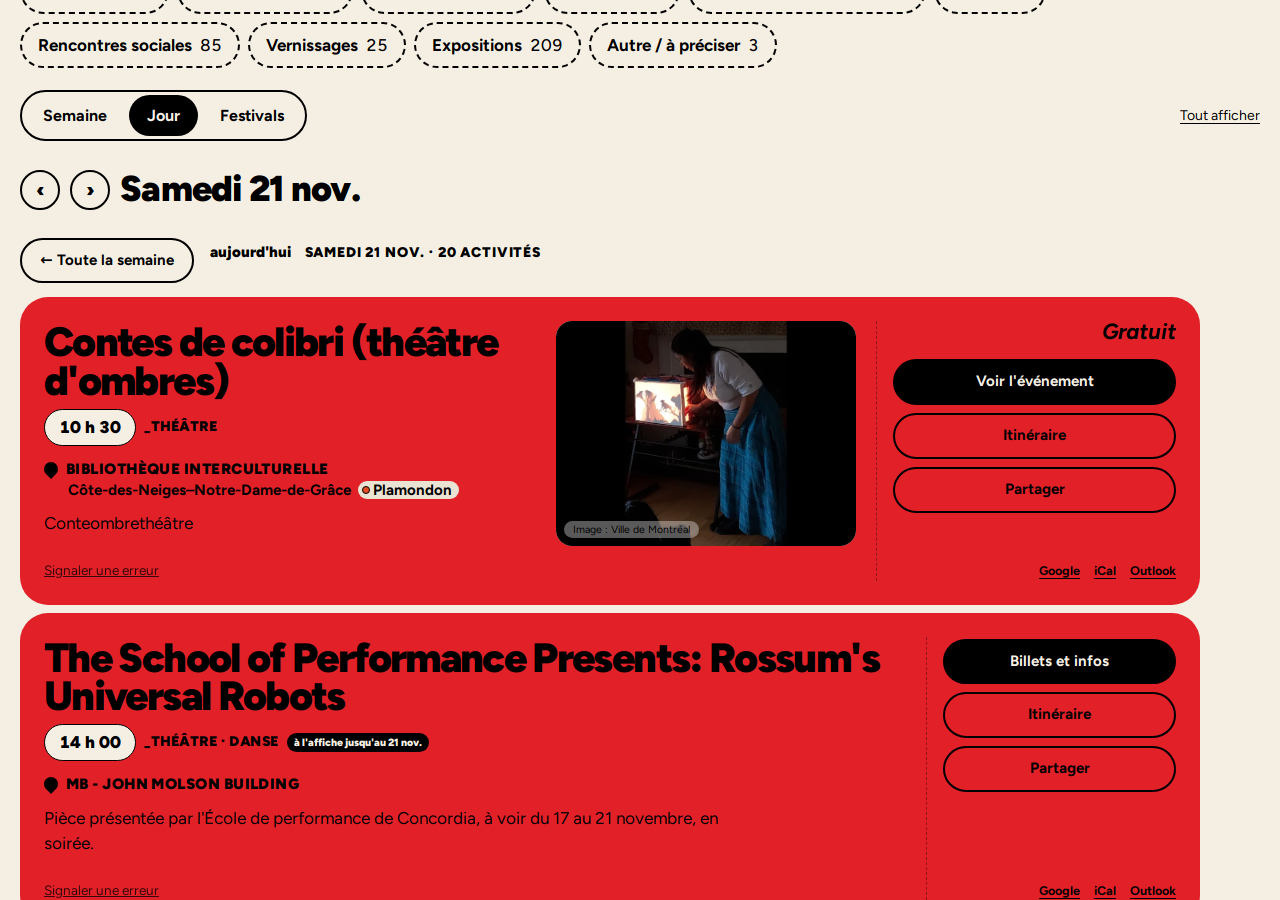 Rencontres sociales 85
Vernissages 25
Expositions 209
Autre / à préciser 3
Semaine
Jour
Festivals
Tout afficher
‹ › Samedi 21 nov.
← Toute la semaine
aujourd'hui SAMEDI 21 NOV. · 20 ACTIVITÉS
Contes de colibri (théâtre
d'ombres)
10 h 30 _THÉÂTRE
BIBLIOTHÈQUE INTERCULTURELLE
Côte-des-Neiges–Notre-Dame-de-Grâce Plamondon
Conteombrethéâtre
Signaler une erreur
Image : Ville de Montréal
Gratuit
Voir l'événement
Itinéraire
Partager
Google iCal Outlook
The School of Performance Presents: Rossum's
Universal Robots
14 h 00 _THÉÂTRE · DANSE à l'affiche jusqu'au 21 nov.
MB - JOHN MOLSON BUILDING
Pièce présentée par l'École de performance de Concordia, à voir du 17 au 21 novembre, en
soirée.
Signaler une erreur
Billets et infos
Itinéraire
Partager
Google iCal Outlook